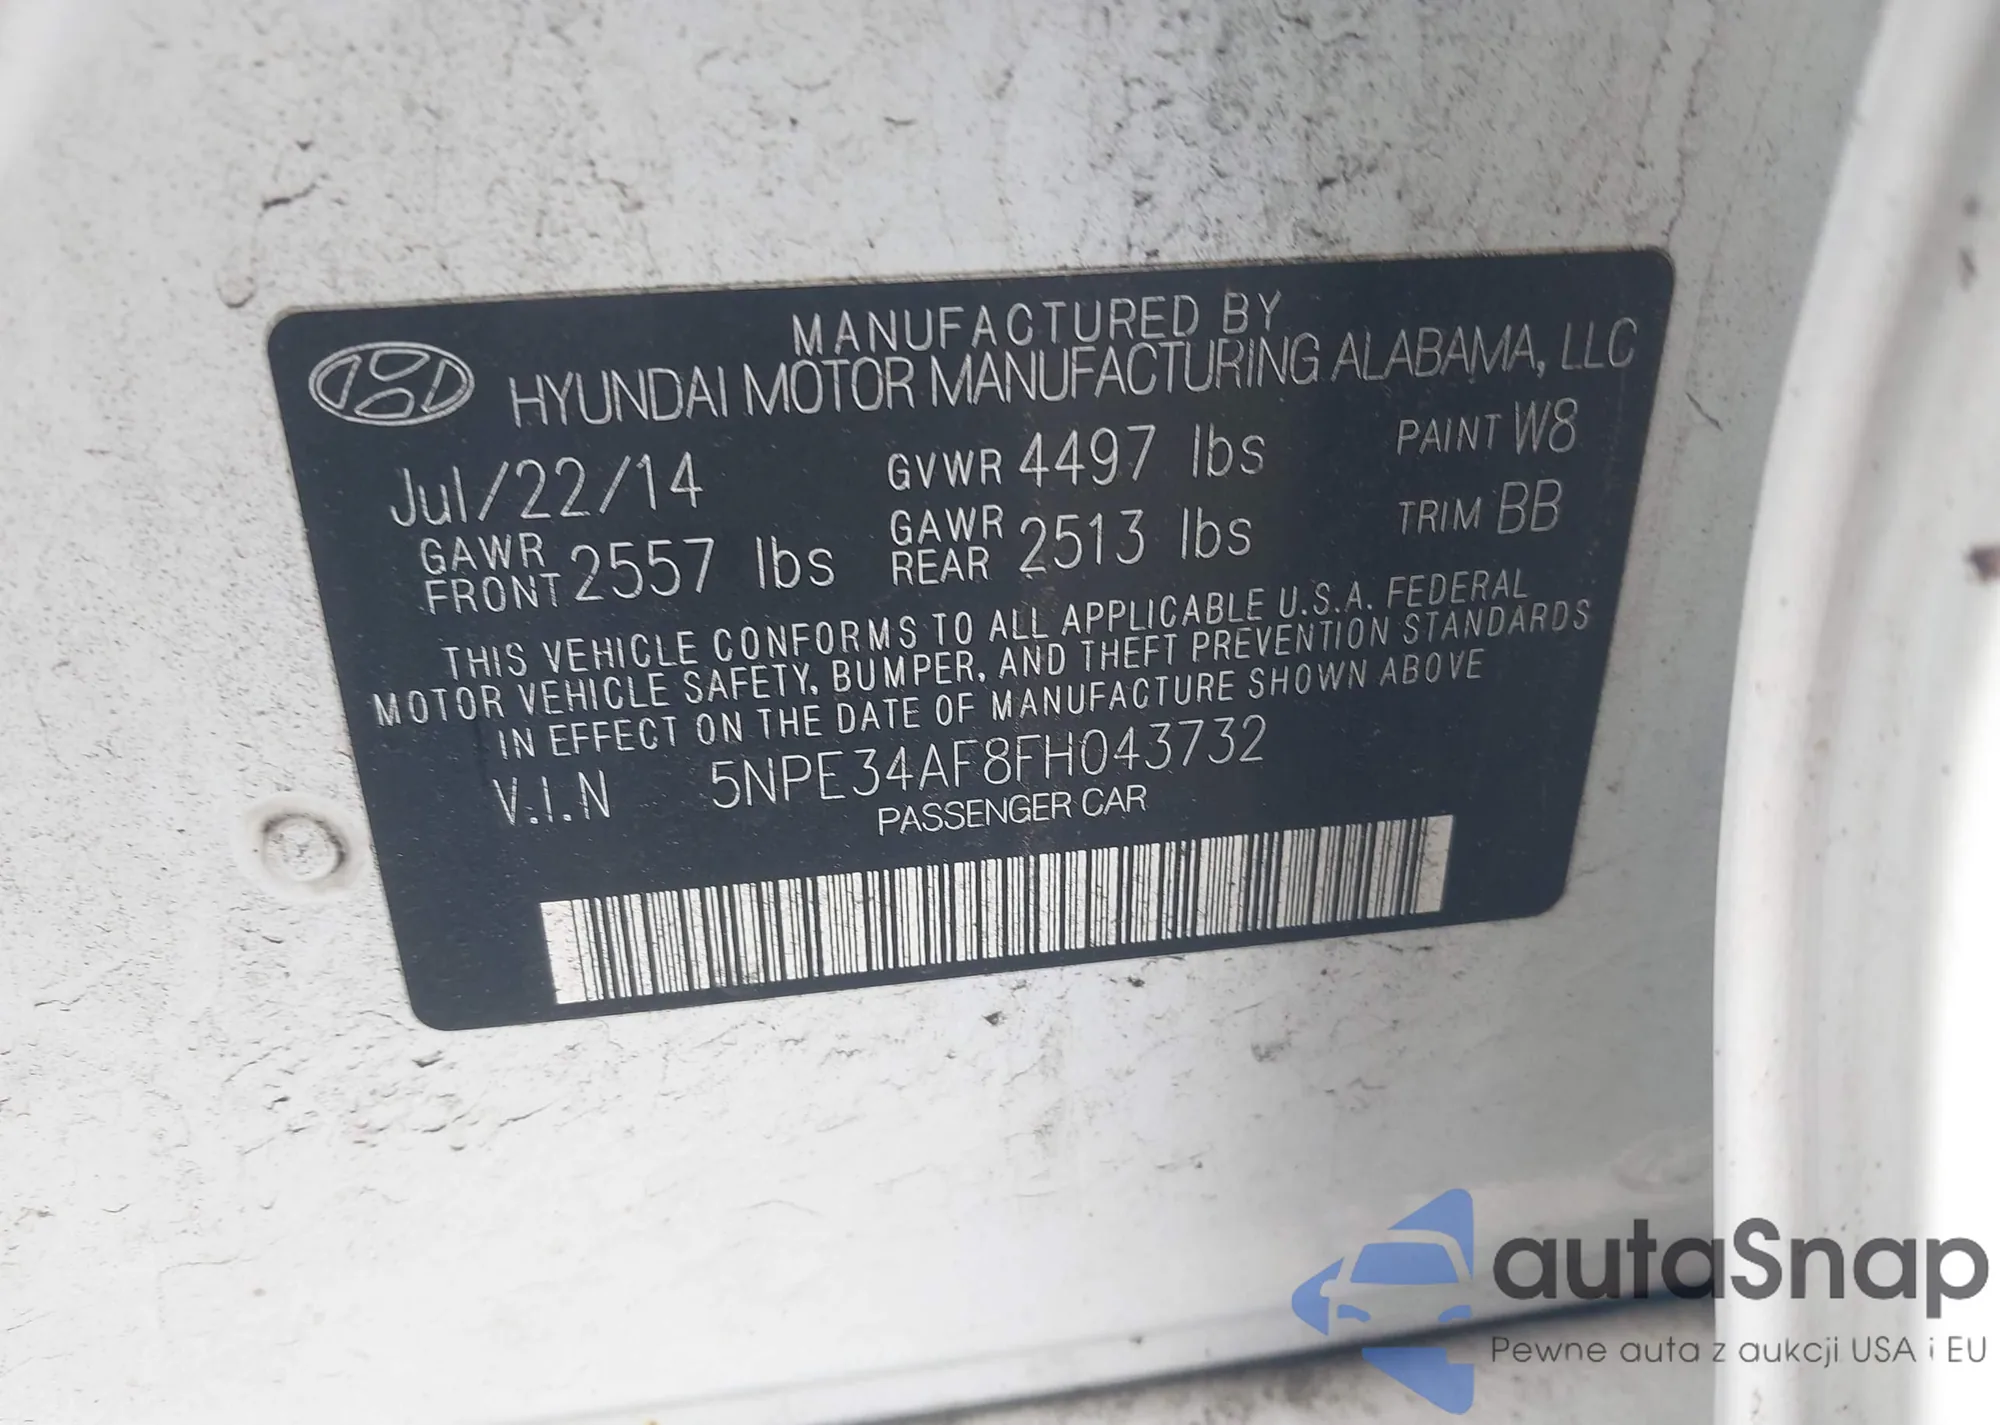 MANUFACTURED BY
HYUNDAI MOTOR MANUFACTURING ALABAMA, LLC
Jul/22/14 GVWR 4497 lbs PAINT W8
GAWR FRONT 2557 lbs GAWR REAR 2513 lbs TRIM BB
THIS VEHICLE CONFORMS TO ALL APPLICABLE U.S.A. FEDERAL
MOTOR VEHICLE SAFETY, BUMPER, AND THEFT PREVENTION STANDARDS
IN EFFECT ON THE DATE OF MANUFACTURE SHOWN ABOVE
V.I.N 5NPE34AF8FH043732
PASSENGER CAR
autaSnap
Pewne auta z aukcji USA i EU